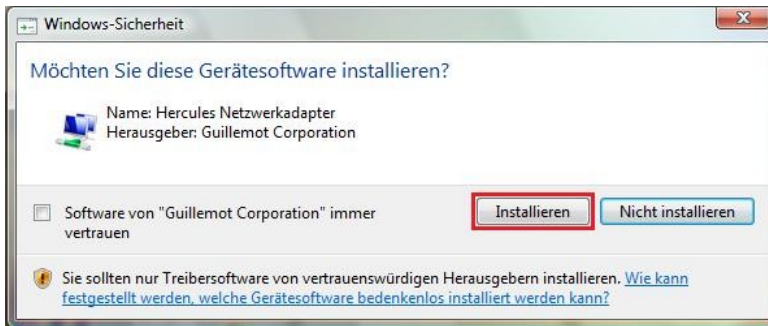 Windows-Sicherheit
Möchten Sie diese Gerätesoftware installieren?
Name: Hercules Netzwerkadapter
Herausgeber: Guillemot Corporation
Software von "Guillemot Corporation" immer
vertrauen
Installieren
Nicht installieren
Sie sollten nur Treibersoftware von vertrauenswürdigen Herausgebern installieren. Wie kann
festgestellt werden, welche Gerätesoftware bedenkenlos installiert werden kann?